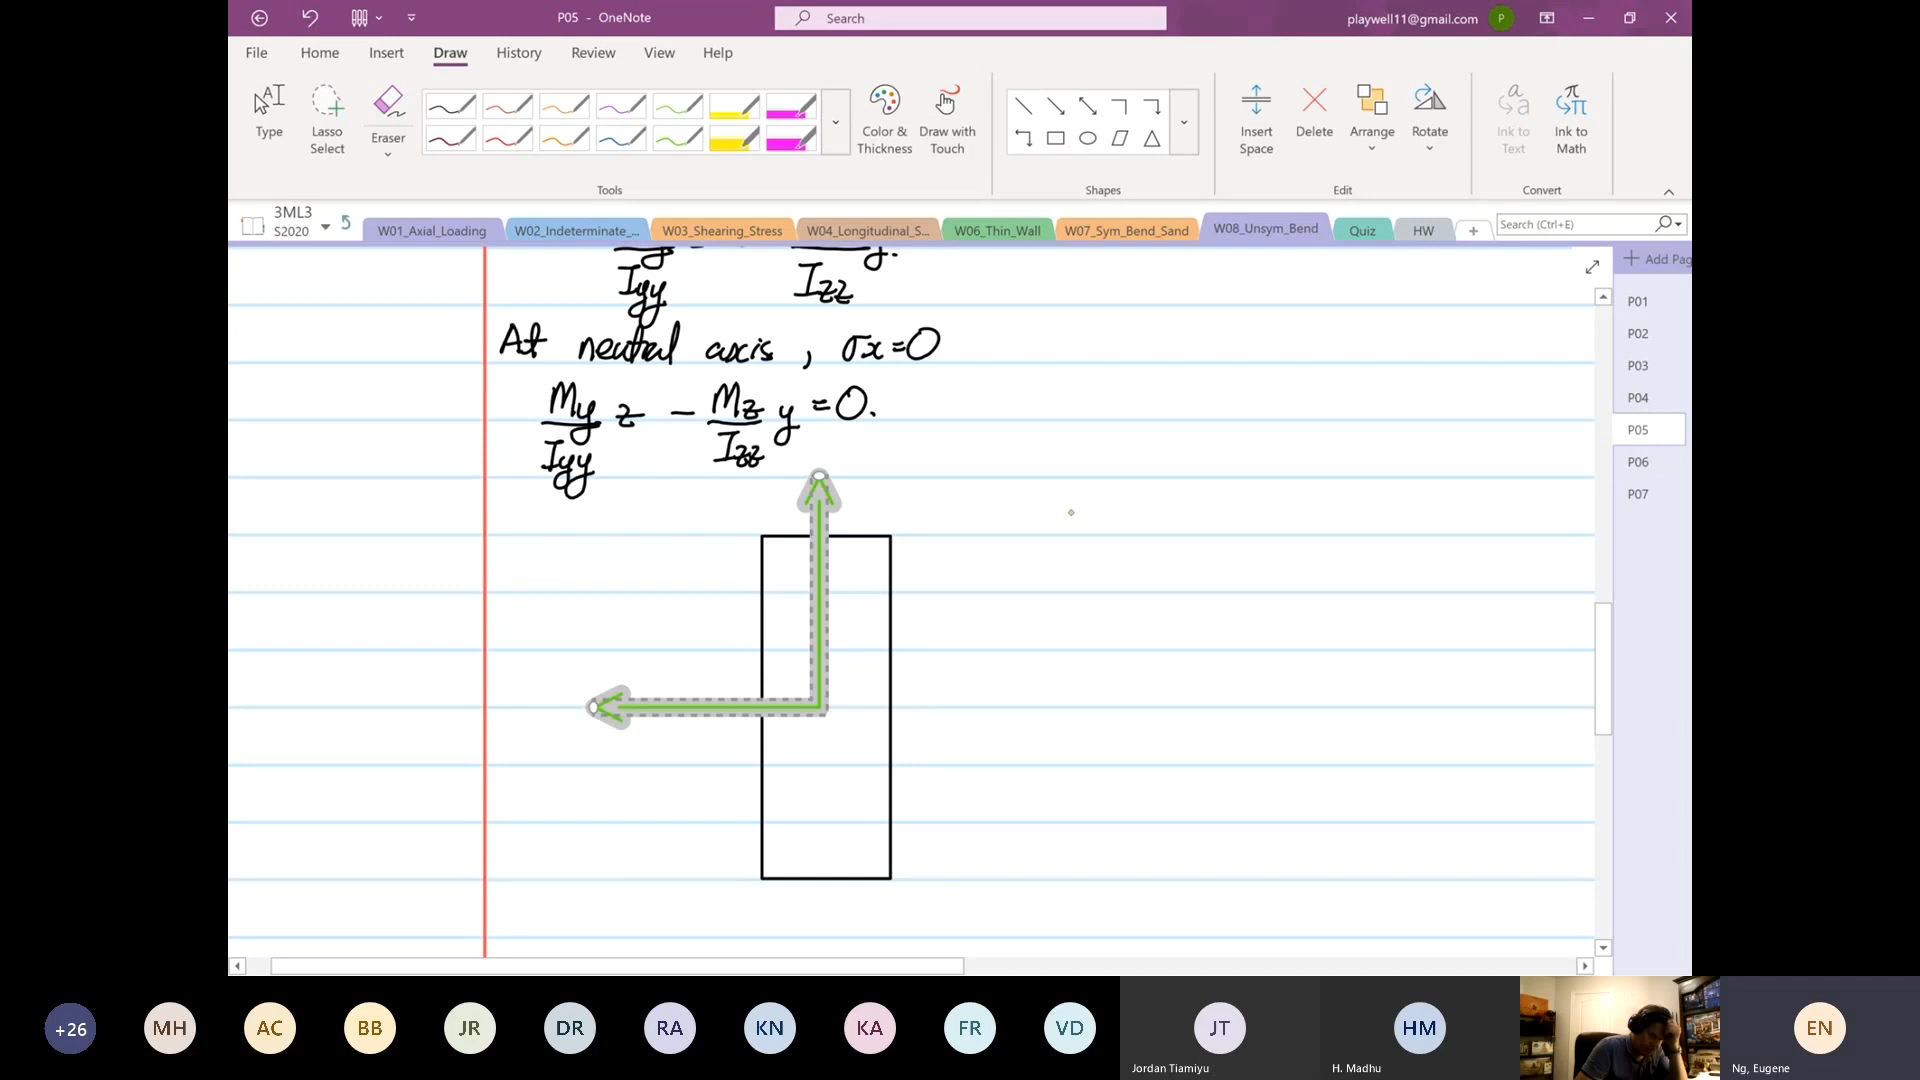 P05 - OneNote
Search
playwell11@gmail.com
P
File Home Insert Draw History Review View Help
Type
Lasso Select
Eraser
Color & Thickness
Draw with Touch
Insert Space
Delete
Arrange
Rotate
Ink to Text
Ink to Math
Tools Shapes Edit Convert
3ML3
S2020
W01_Axial_Loading W02_Indeterminate_... W03_Shearing_Stress W04_Longitudinal_S... W06_Thin_Wall W07_Sym_Bend_Sand W08_Unsym_Bend Quiz HW
Search (Ctrl+E)
Add Pag
P01
P02
P03
P04
P05
P06
P07
y.
Iyy Izz
At neutral axis, σx=0
My/Iyy z - Mz/Izz y = 0.
+26 MH AC BB JR DR RA KN KA FR VD JT HM EN
Jordan Tiamiyu H. Madhu Ng, Eugene